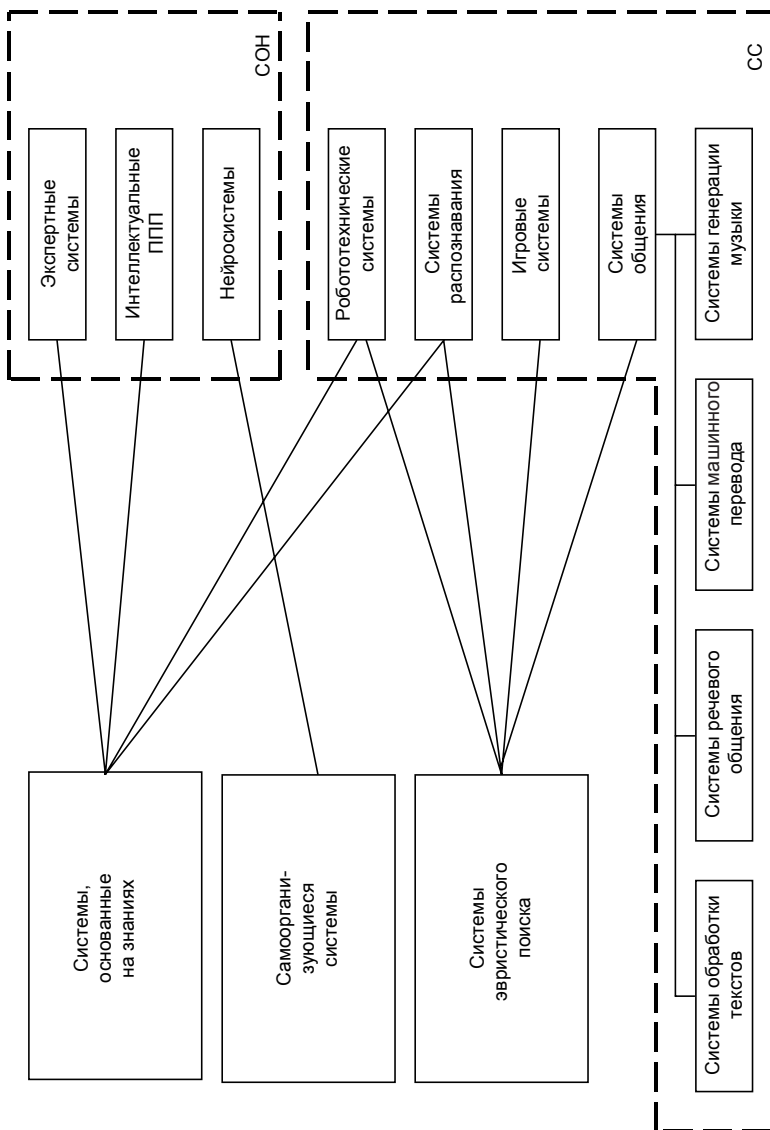 Системы,
основанные
на знаниях
Самооргани-
зующиеся
системы
Системы
эвристического
поиска
Экспертные
системы
Интеллектуальные
ППП
Нейросистемы
СОН
Робототехнические
системы
Системы
распознавания
Игровые
системы
Системы
общения
СС
Системы обработки
текстов
Системы речевого
общения
Системы машинного
перевода
Системы генерации
музыки